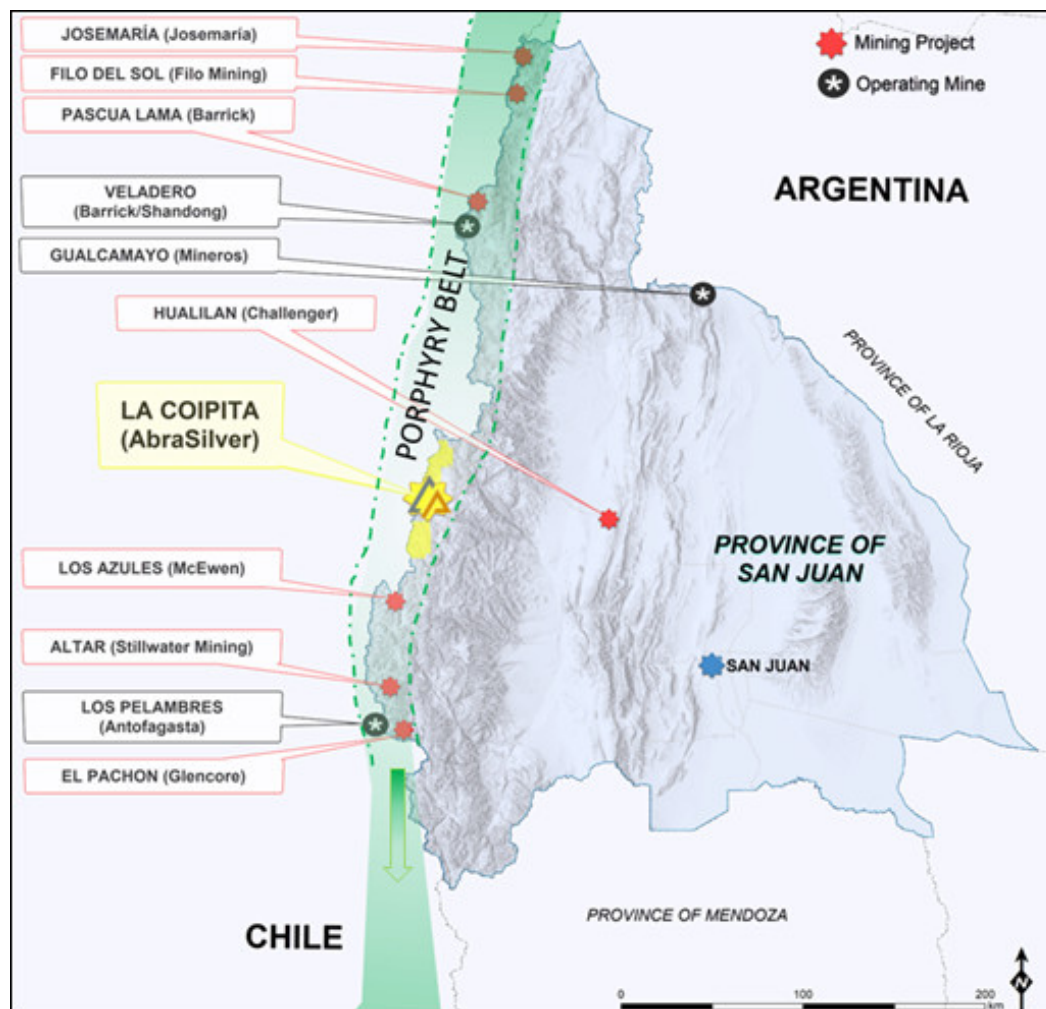 JOSEMARÍA (Josemaria)
FILO DEL SOL (Filo Mining)
PASCUA LAMA (Barrick)
VELADERO
(Barrick/Shandong)
GUALCAMAYO (Mineros)
HUALILAN (Challenger)
LA COIPITA
(AbraSilver)
LOS AZULES (McEwen)
ALTAR (Stillwater Mining)
LOS PELAMBRES
(Antofagasta)
EL PACHON (Glencore)
PORPHYRY BELT
Mining Project
Operating Mine
ARGENTINA
PROVINCE OF LA RIOJA
PROVINCE OF
SAN JUAN
SAN JUAN
PROVINCE OF MENDOZA
CHILE
N
0 100 200
km